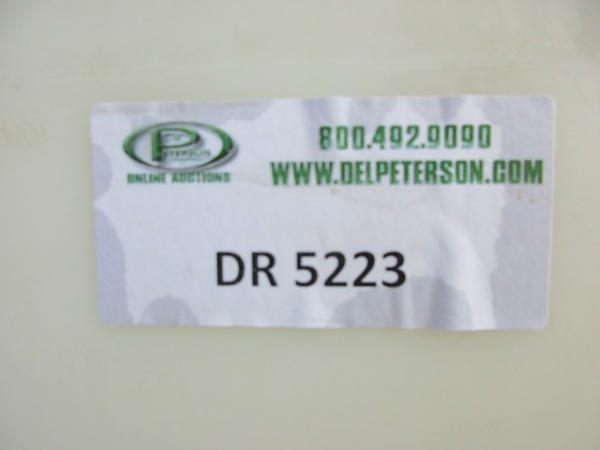 800.492.9090
WWW.DELPETERSON.COM
ONLINE AUCTIONS
DR 5223